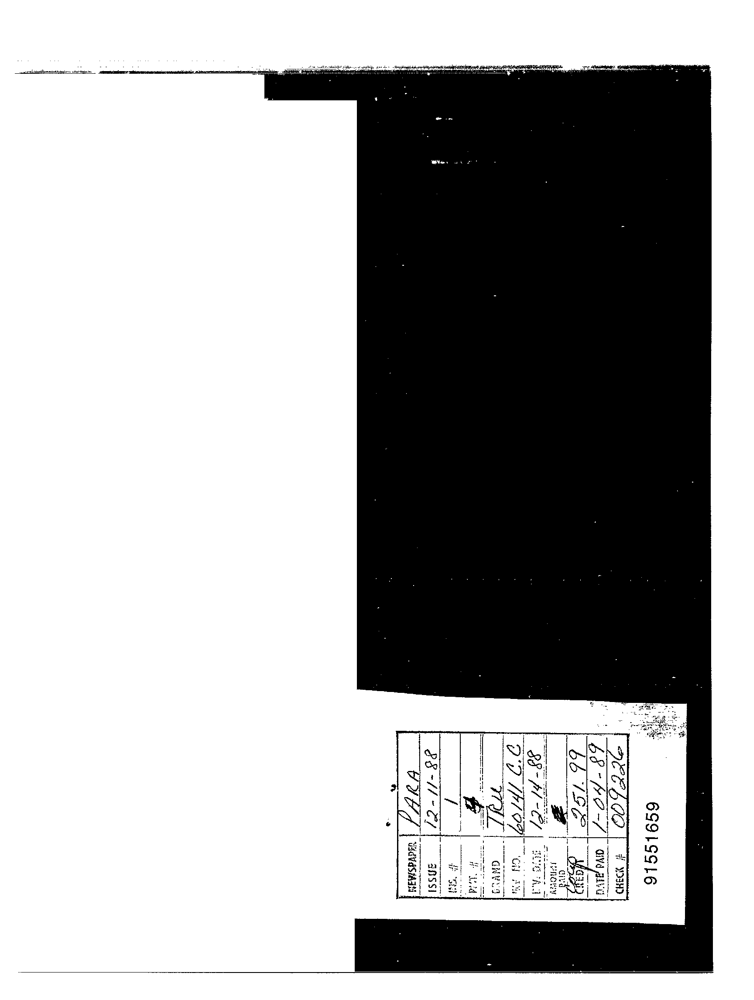 NEWSPAPER PARA
ISSUE 12-11-88
INS. # 1
PMT. #
BRAND TRU
INV. NO. 60141 C.C
INV. DATE 12-14-88
AMOUNT PAID
CREDIT 251.99
DATE PAID 1-04-89
CHECK # 009226
91551659